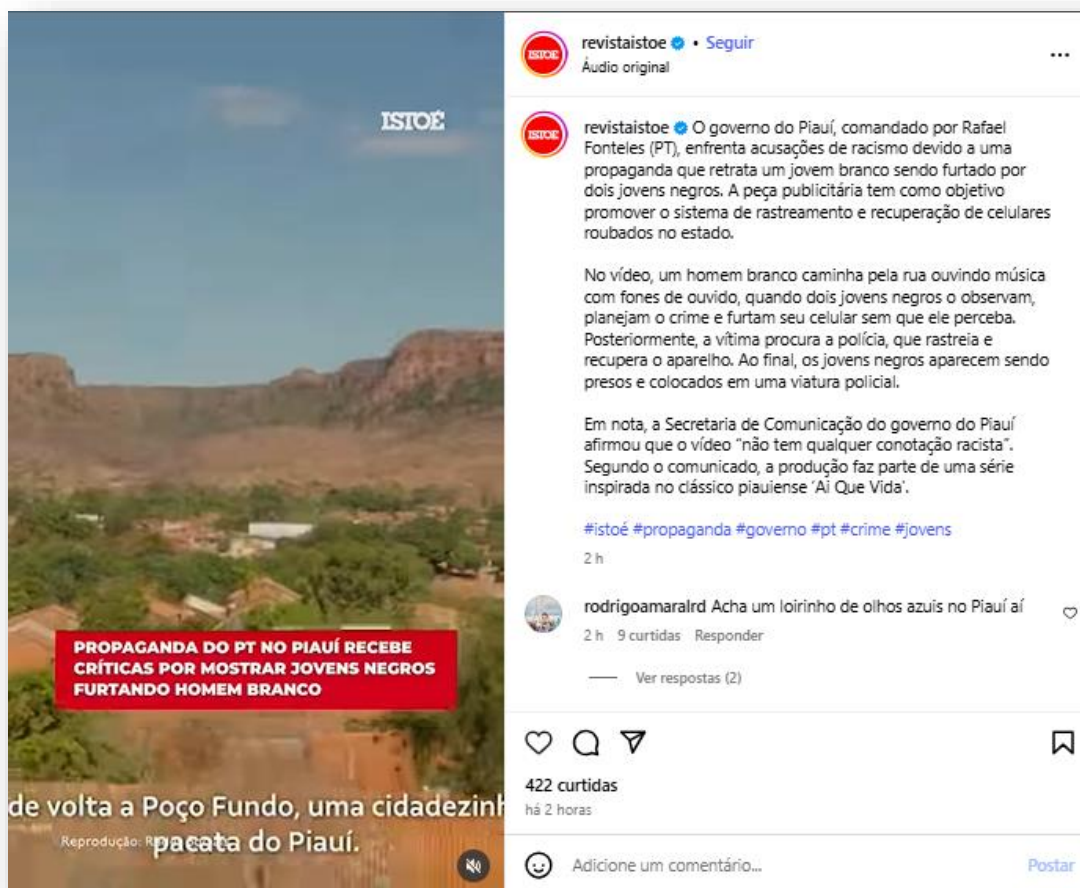 ISTOÉ
PROPAGANDA DO PT NO PIAUÍ RECEBE
CRÍTICAS POR MOSTRAR JOVENS NEGROS
FURTANDO HOMEM BRANCO
de volta a Poço Fundo, uma cidadezinh
pacata do Piauí.
Reprodução:
ISTOÉ
revistaistoe • Seguir
Áudio original
ISTOÉ
revistaistoe O governo do Piauí, comandado por Rafael
Fonteles (PT), enfrenta acusações de racismo devido a uma
propaganda que retrata um jovem branco sendo furtado por
dois jovens negros. A peça publicitária tem como objetivo
promover o sistema de rastreamento e recuperação de celulares
roubados no estado.
No vídeo, um homem branco caminha pela rua ouvindo música
com fones de ouvido, quando dois jovens negros o observam,
planejam o crime e furtam seu celular sem que ele perceba.
Posteriormente, a vítima procura a polícia, que rastreia e
recupera o aparelho. Ao final, os jovens negros aparecem sendo
presos e colocados em uma viatura policial.
Em nota, a Secretaria de Comunicação do governo do Piauí
afirmou que o vídeo “não tem qualquer conotação racista”.
Segundo o comunicado, a produção faz parte de uma série
inspirada no clássico piauiense ‘Ai Que Vida’.
#istoé #propaganda #governo #pt #crime #jovens
2 h
rodrigoamaralrd Acha um loirinho de olhos azuis no Piauí aí
2 h 9 curtidas Responder
Ver respostas (2)
422 curtidas
há 2 horas
Adicione um comentário...
Postar